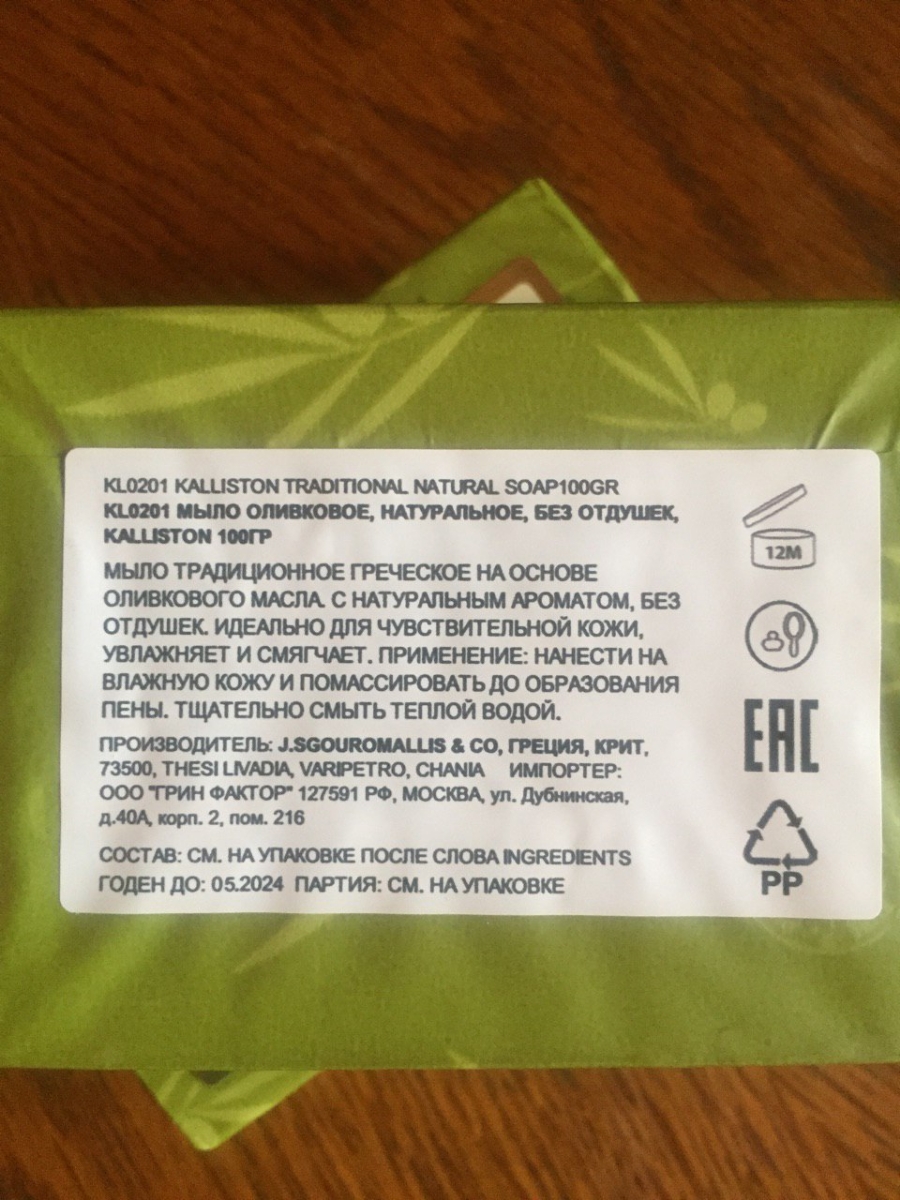 KL0201 KALLISTON TRADITIONAL NATURAL SOAP100GR
KL0201 МЫЛО ОЛИВКОВОЕ, НАТУРАЛЬНОЕ, БЕЗ ОТДУШЕК,
KALLISTON 100ГР
МЫЛО ТРАДИЦИОННОЕ ГРЕЧЕСКОЕ НА ОСНОВЕ
ОЛИВКОВОГО МАСЛА. С НАТУРАЛЬНЫМ АРОМАТОМ, БЕЗ
ОТДУШЕК. ИДЕАЛЬНО ДЛЯ ЧУВСТВИТЕЛЬНОЙ КОЖИ,
УВЛАЖНЯЕТ И СМЯГЧАЕТ. ПРИМЕНЕНИЕ: НАНЕСТИ НА
ВЛАЖНУЮ КОЖУ И ПОМАССИРОВАТЬ ДО ОБРАЗОВАНИЯ
ПЕНЫ. ТЩАТЕЛЬНО СМЫТЬ ТЕПЛОЙ ВОДОЙ.
ПРОИЗВОДИТЕЛЬ: J.SGOUROMALLIS & CO, ГРЕЦИЯ, КРИТ,
73500, THESI LIVADIA, VARIPETRO, CHANIA ИМПОРТЕР:
ООО "ГРИН ФАКТОР" 127591 РФ, МОСКВА, ул. Дубнинская,
д.40А, корп. 2, пом. 216
СОСТАВ: СМ. НА УПАКОВКЕ ПОСЛЕ СЛОВА INGREDIENTS
ГОДЕН ДО: 05.2024 ПАРТИЯ: СМ. НА УПАКОВКЕ
12M
EAC
PP